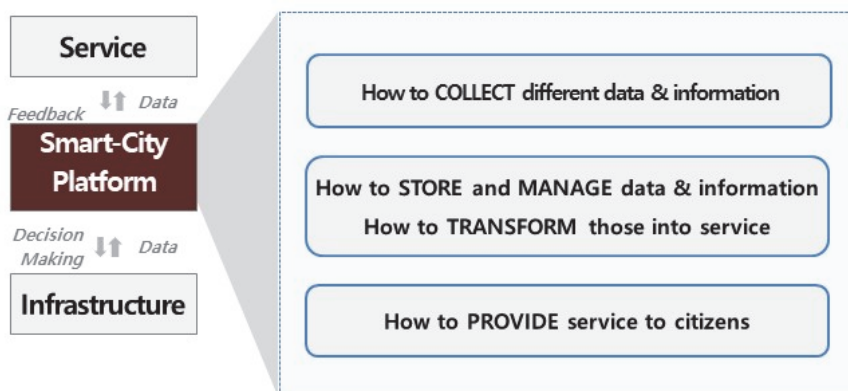 Service
Feedback
Data
Smart-City
Platform
Decision
Making
Data
Infrastructure
How to COLLECT different data & information
How to STORE and MANAGE data & information
How to TRANSFORM those into service
How to PROVIDE service to citizens